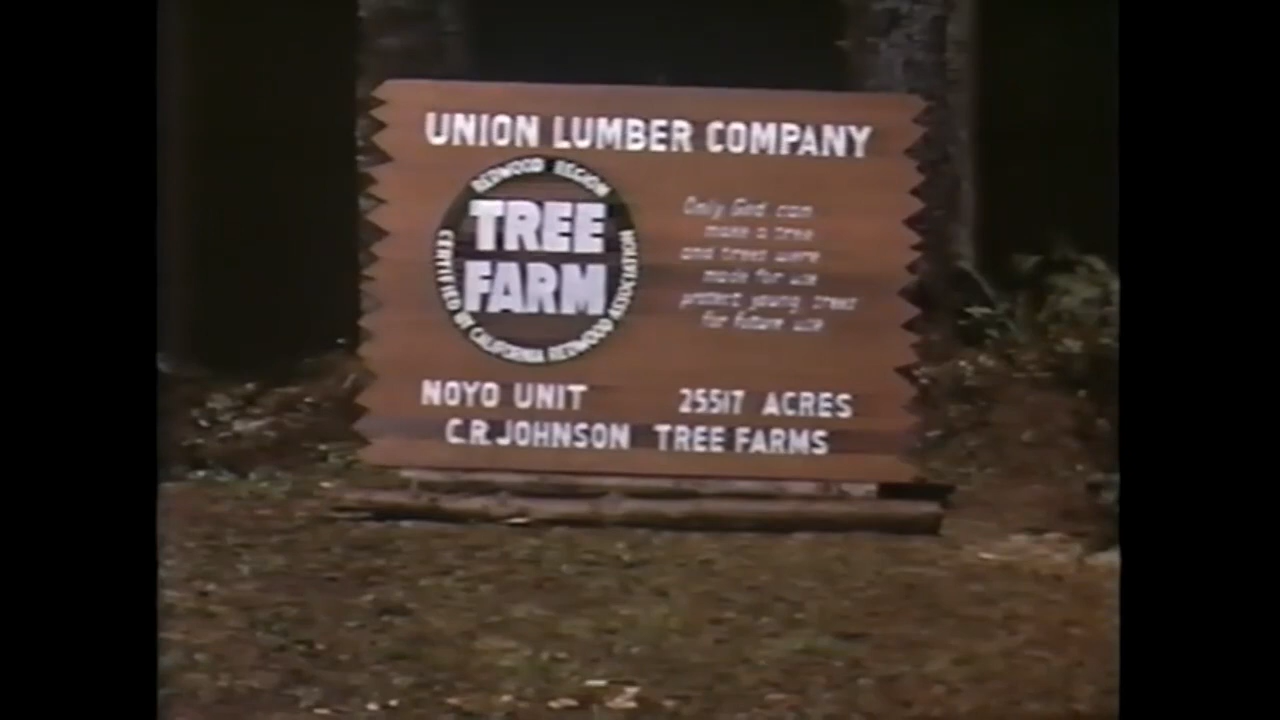 UNION LUMBER COMPANY
REDWOOD REGION
TREE
FARM
CERTIFIED BY CALIFORNIA REDWOOD ASSOCIATION
Only God can
make a tree
and trees were
made for use
protect young trees
for future use
NOYO UNIT 25517 ACRES
C.R. JOHNSON TREE FARMS